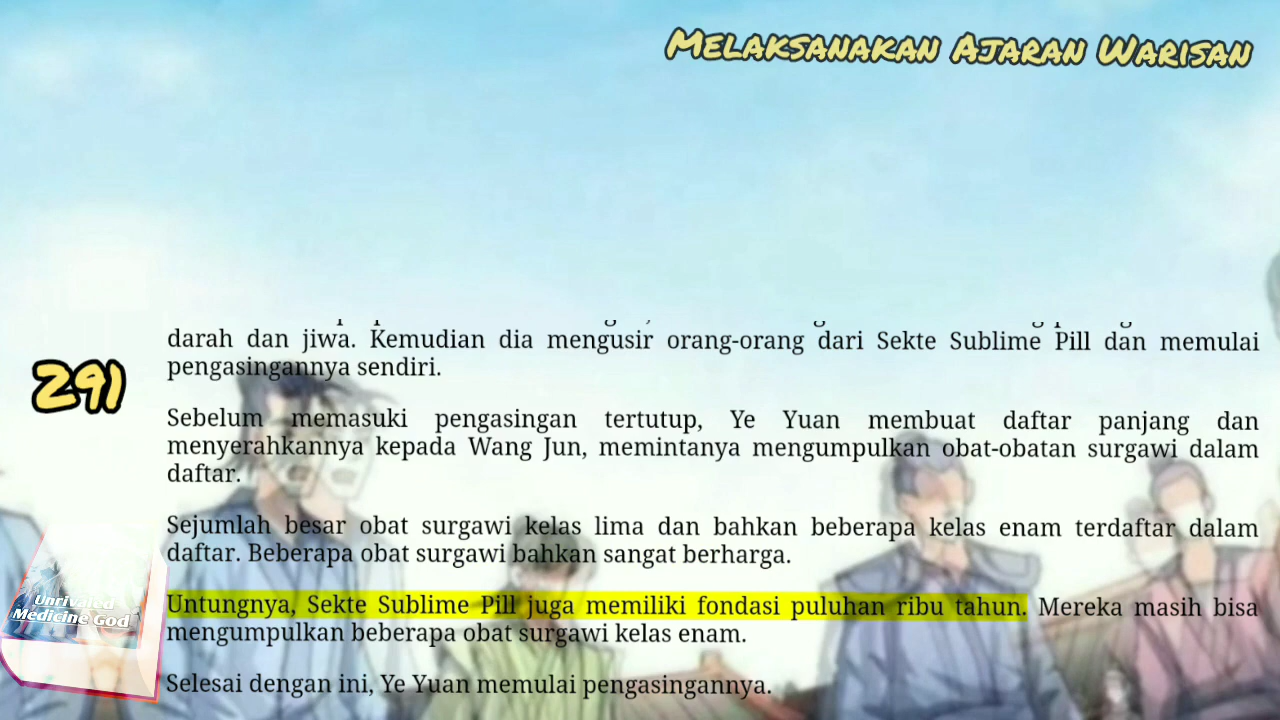 Melaksanakan Ajaran Warisan
darah dan jiwa. Kemudian dia mengusir orang-orang dari Sekte Sublime Pill dan memulai
pengasingannya sendiri.
291
Sebelum memasuki pengasingan tertutup, Ye Yuan membuat daftar panjang dan
menyerahkannya kepada Wang Jun, memintanya mengumpulkan obat-obatan surgawi dalam
daftar.
Sejumlah besar obat surgawi kelas lima dan bahkan beberapa kelas enam terdaftar dalam
daftar. Beberapa obat surgawi bahkan sangat berharga.
Untungnya, Sekte Sublime Pill juga memiliki fondasi puluhan ribu tahun. Mereka masih bisa
mengumpulkan beberapa obat surgawi kelas enam.
Unrivaled
Medicine God
Selesai dengan ini, Ye Yuan memulai pengasingannya.